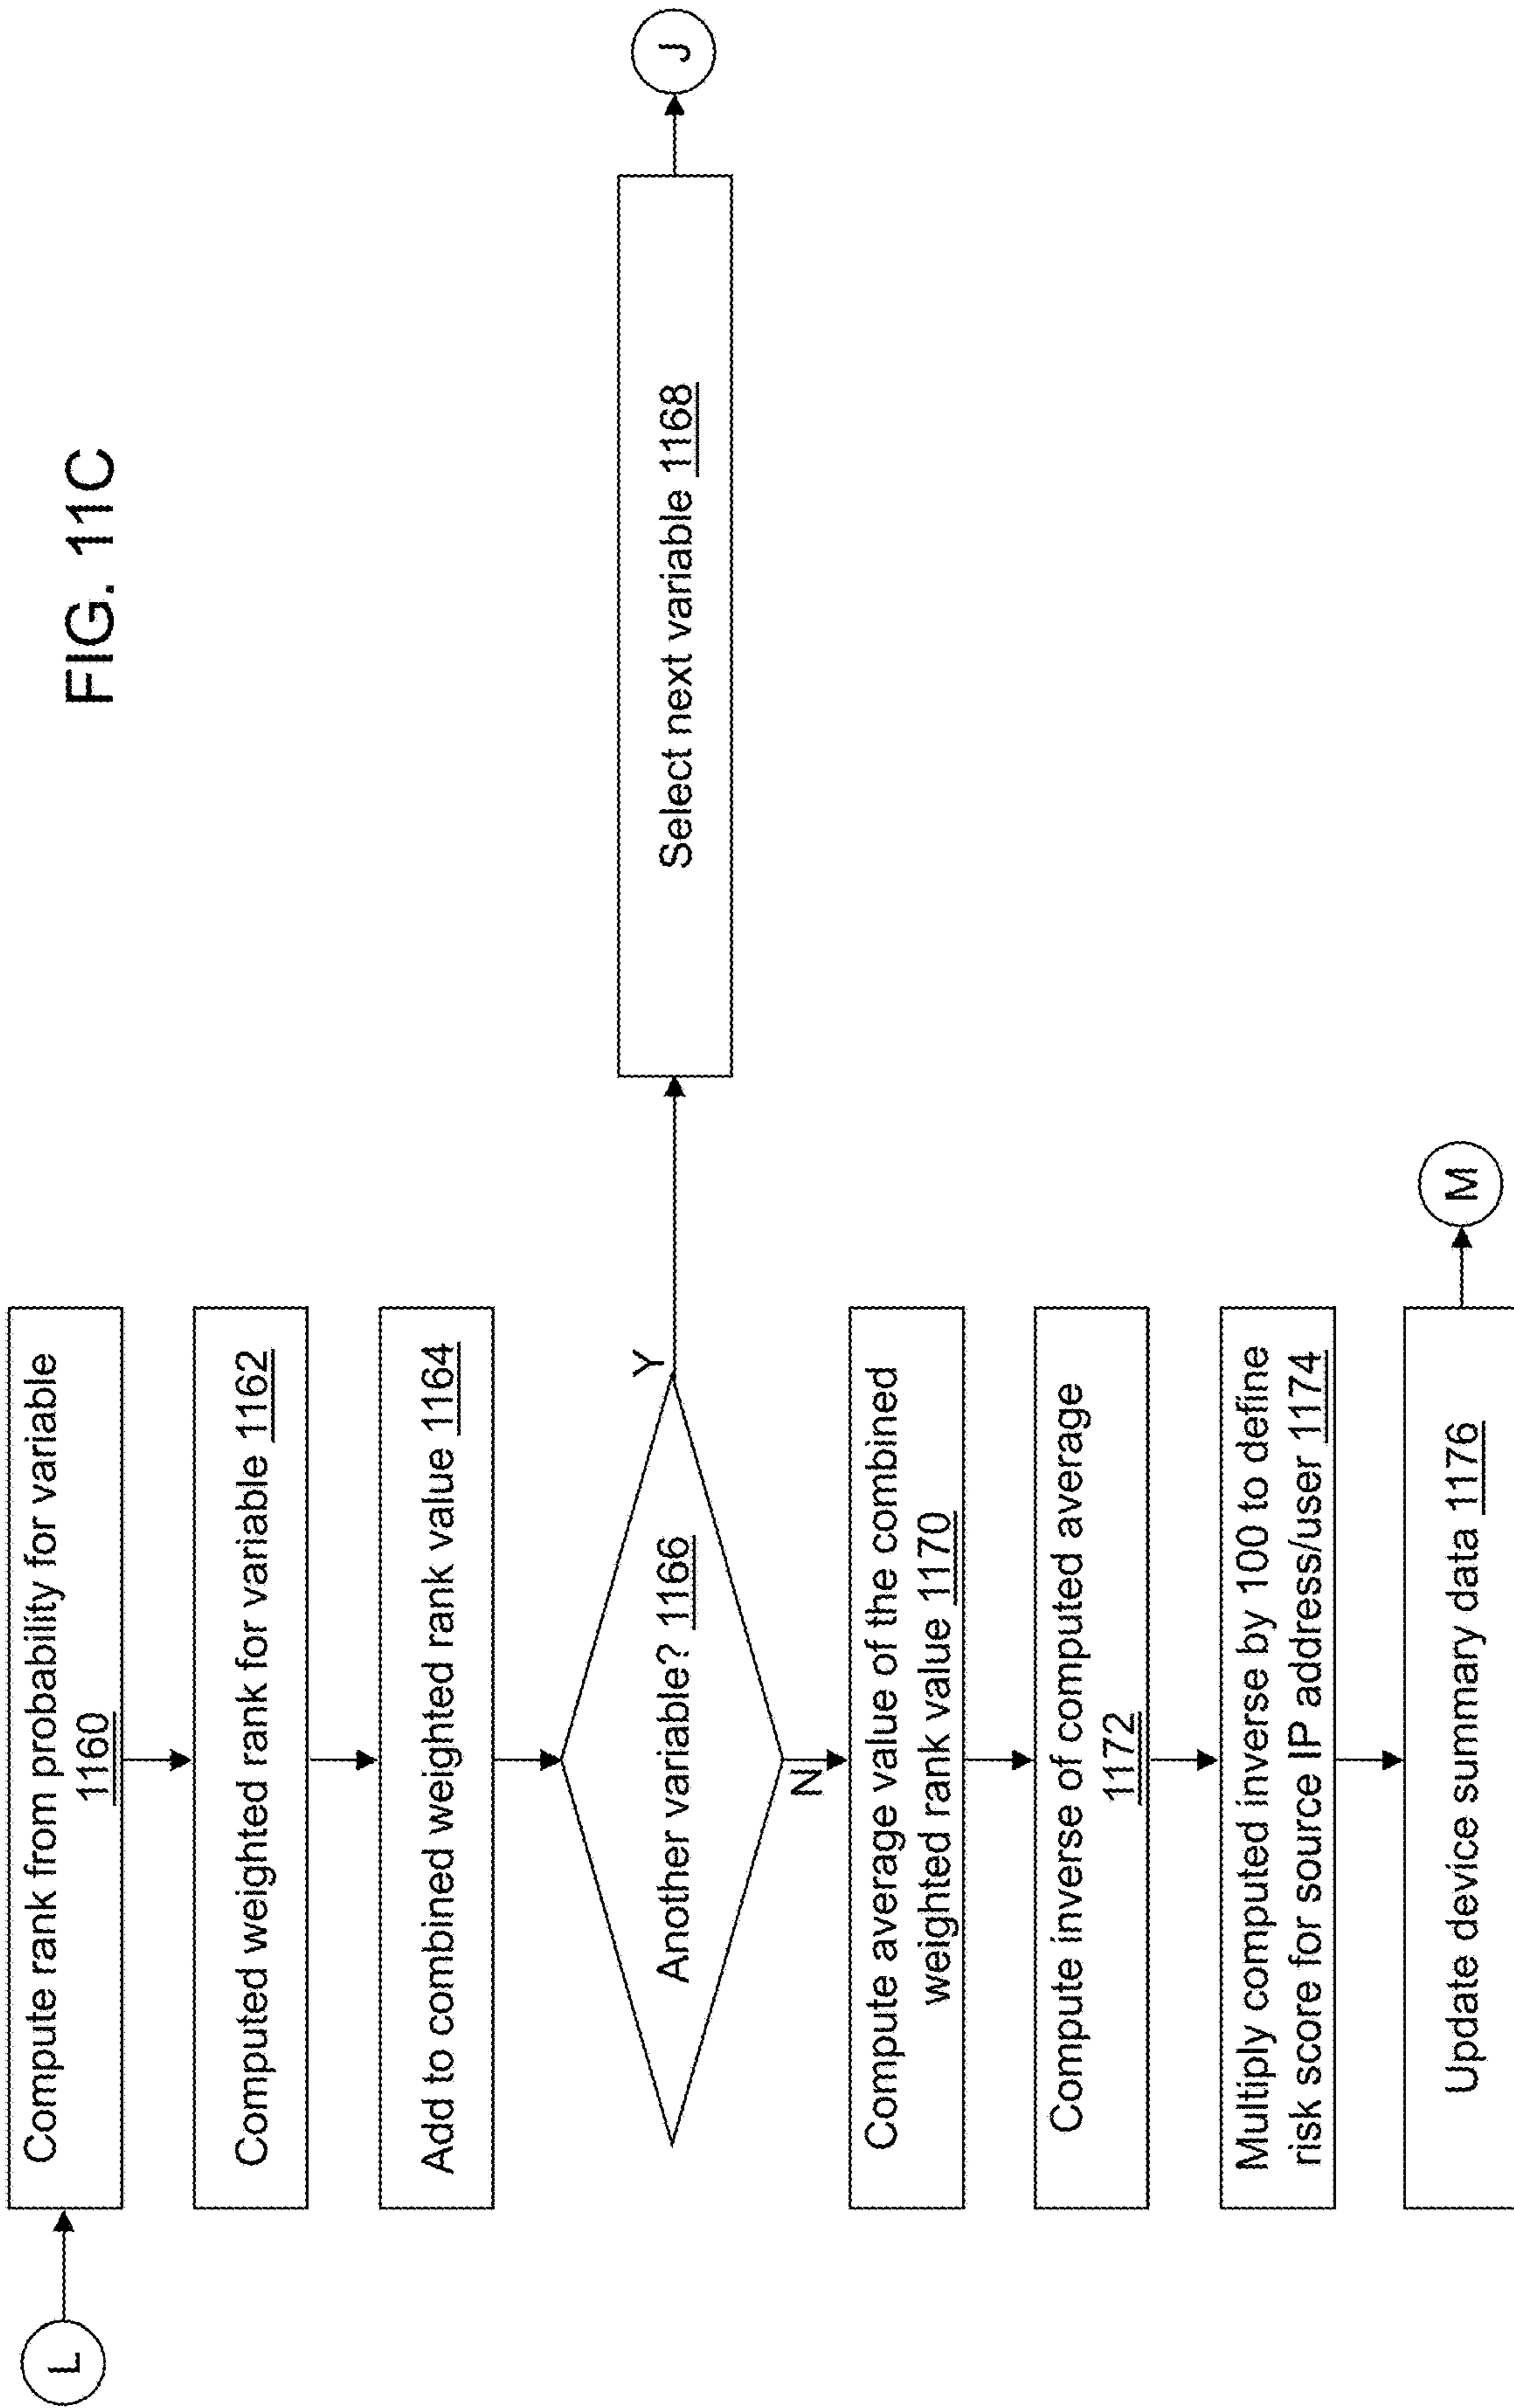 FIG. 11C
L
Compute rank from probability for variable
1160
Computed weighted rank for variable 1162
Add to combined weighted rank value 1164
Another variable? 1166
Y
Select next variable 1168
J
N
Compute average value of the combined
weighted rank value 1170
Compute inverse of computed average
1172
Multiply computed inverse by 100 to define
risk score for source IP address/user 1174
Update device summary data 1176
M